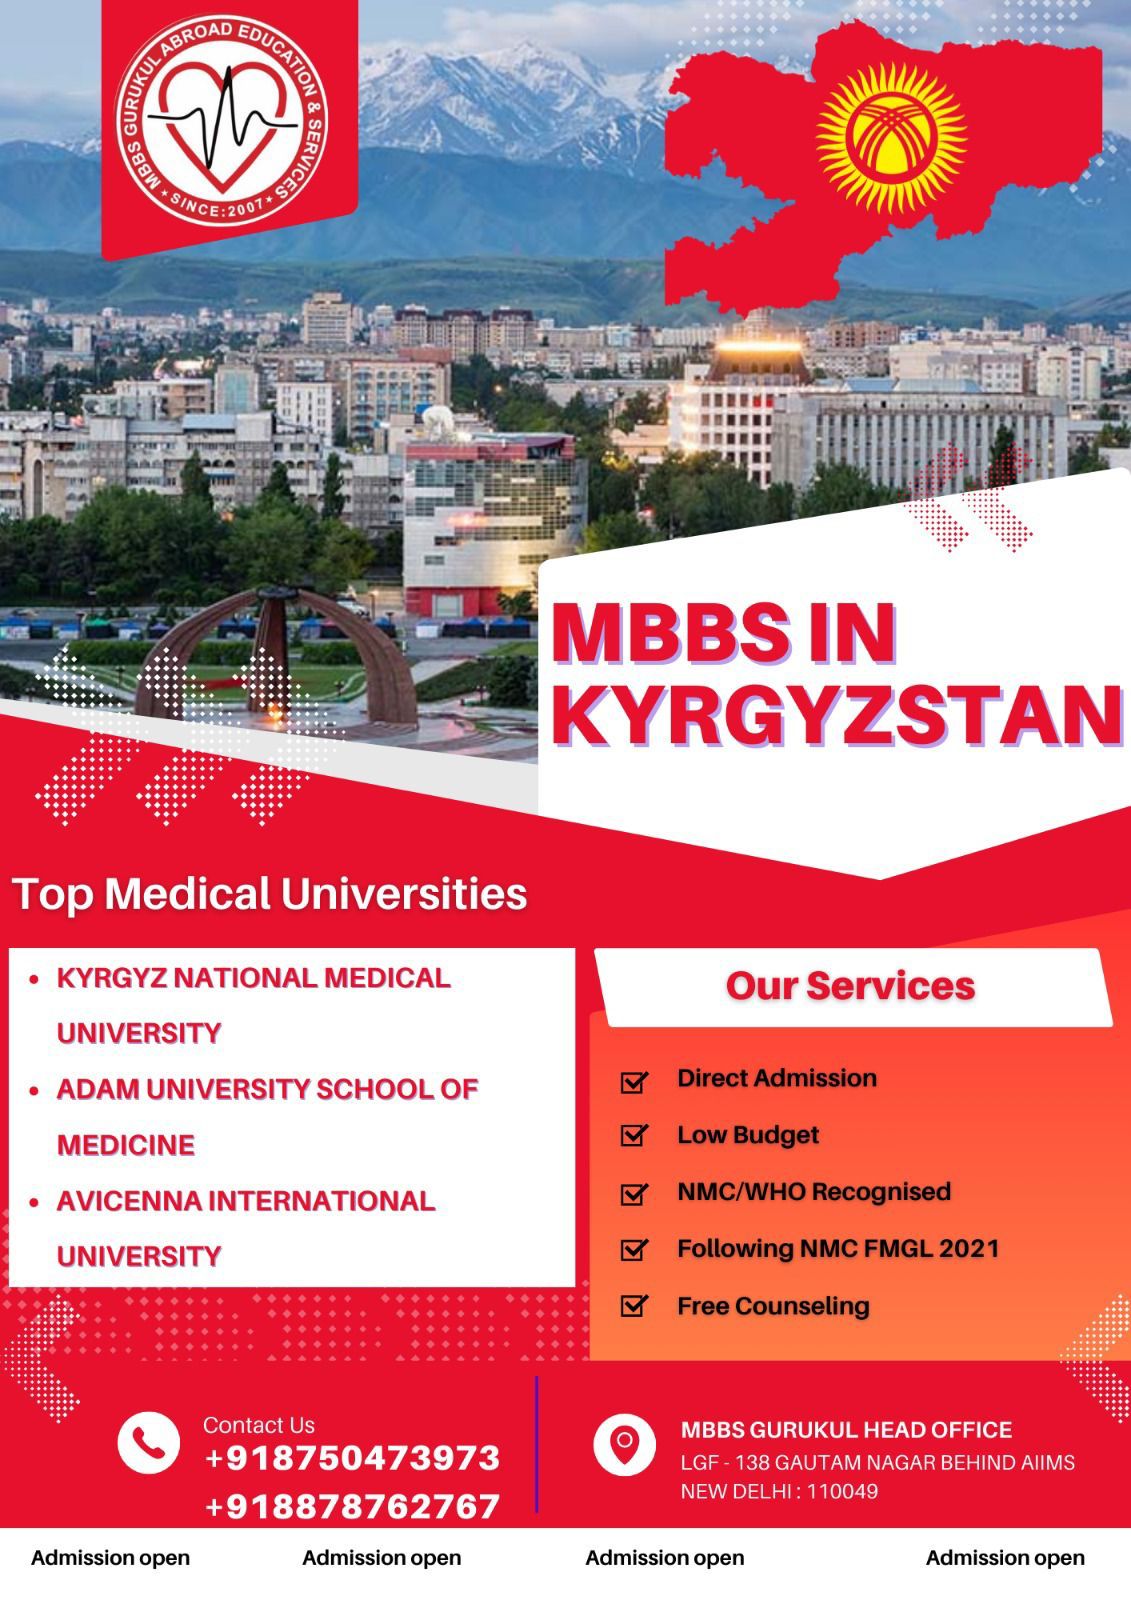 MBBS GURUKUL ABROAD EDUCATION & SERVICES
★ SINCE:2007 ★
MBBS IN
KYRGYZSTAN
Top Medical Universities
• KYRGYZ NATIONAL MEDICAL
UNIVERSITY
• ADAM UNIVERSITY SCHOOL OF
MEDICINE
• AVICENNA INTERNATIONAL
UNIVERSITY
Our Services
Direct Admission
Low Budget
NMC/WHO Recognised
Following NMC FMGL 2021
Free Counseling
Contact Us
+918750473973
+918878762767
MBBS GURUKUL HEAD OFFICE
LGF - 138 GAUTAM NAGAR BEHIND AIIMS
NEW DELHI : 110049
Admission open Admission open Admission open Admission open